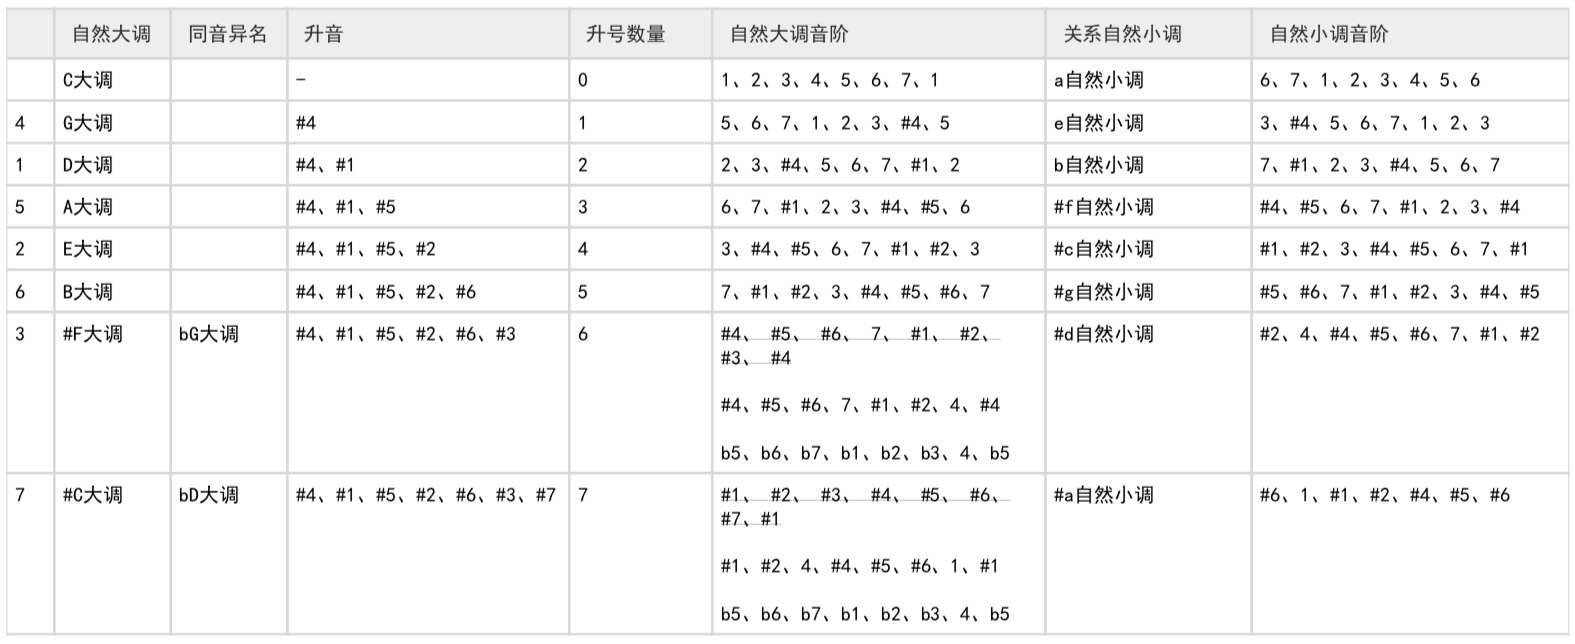 自然大调 同音异名 升音 升号数量 自然大调音阶 关系自然小调 自然小调音阶
C大调 – 0 1、2、3、4、5、6、7、1 a自然小调 6、7、1、2、3、4、5、6
4 G大调 #4 1 5、6、7、1、2、3、#4、5 e自然小调 3、#4、5、6、7、1、2、3
1 D大调 #4、#1 2 2、3、#4、5、6、7、#1、2 b自然小调 7、#1、2、3、#4、5、6、7
5 A大调 #4、#1、#5 3 6、7、#1、2、3、#4、#5、6 #f自然小调 #4、#5、6、7、#1、2、3、#4
2 E大调 #4、#1、#5、#2 4 3、#4、#5、6、7、#1、#2、3 #c自然小调 #1、#2、3、#4、#5、6、7、#1
6 B大调 #4、#1、#5、#2、#6 5 7、#1、#2、3、#4、#5、#6、7 #g自然小调 #5、#6、7、#1、#2、3、#4、#5
3 #F大调 bG大调 #4、#1、#5、#2、#6、#3 6 #4、 #5、 #6、 7、 #1、 #2、 #d自然小调 #2、4、#4、#5、#6、7、#1、#2
#3、 #4
#4、#5、#6、7、#1、#2、4、#4
b5、b6、b7、b1、b2、b3、4、b5
7 #C大调 bD大调 #4、#1、#5、#2、#6、#3、#7 7 #1、 #2、 #3、 #4、 #5、 #6、 #a自然小调 #6、1、#1、#2、#4、#5、#6
#7、#1
#1、#2、4、#4、#5、#6、1、#1
b5、b6、b7、b1、b2、b3、4、b5